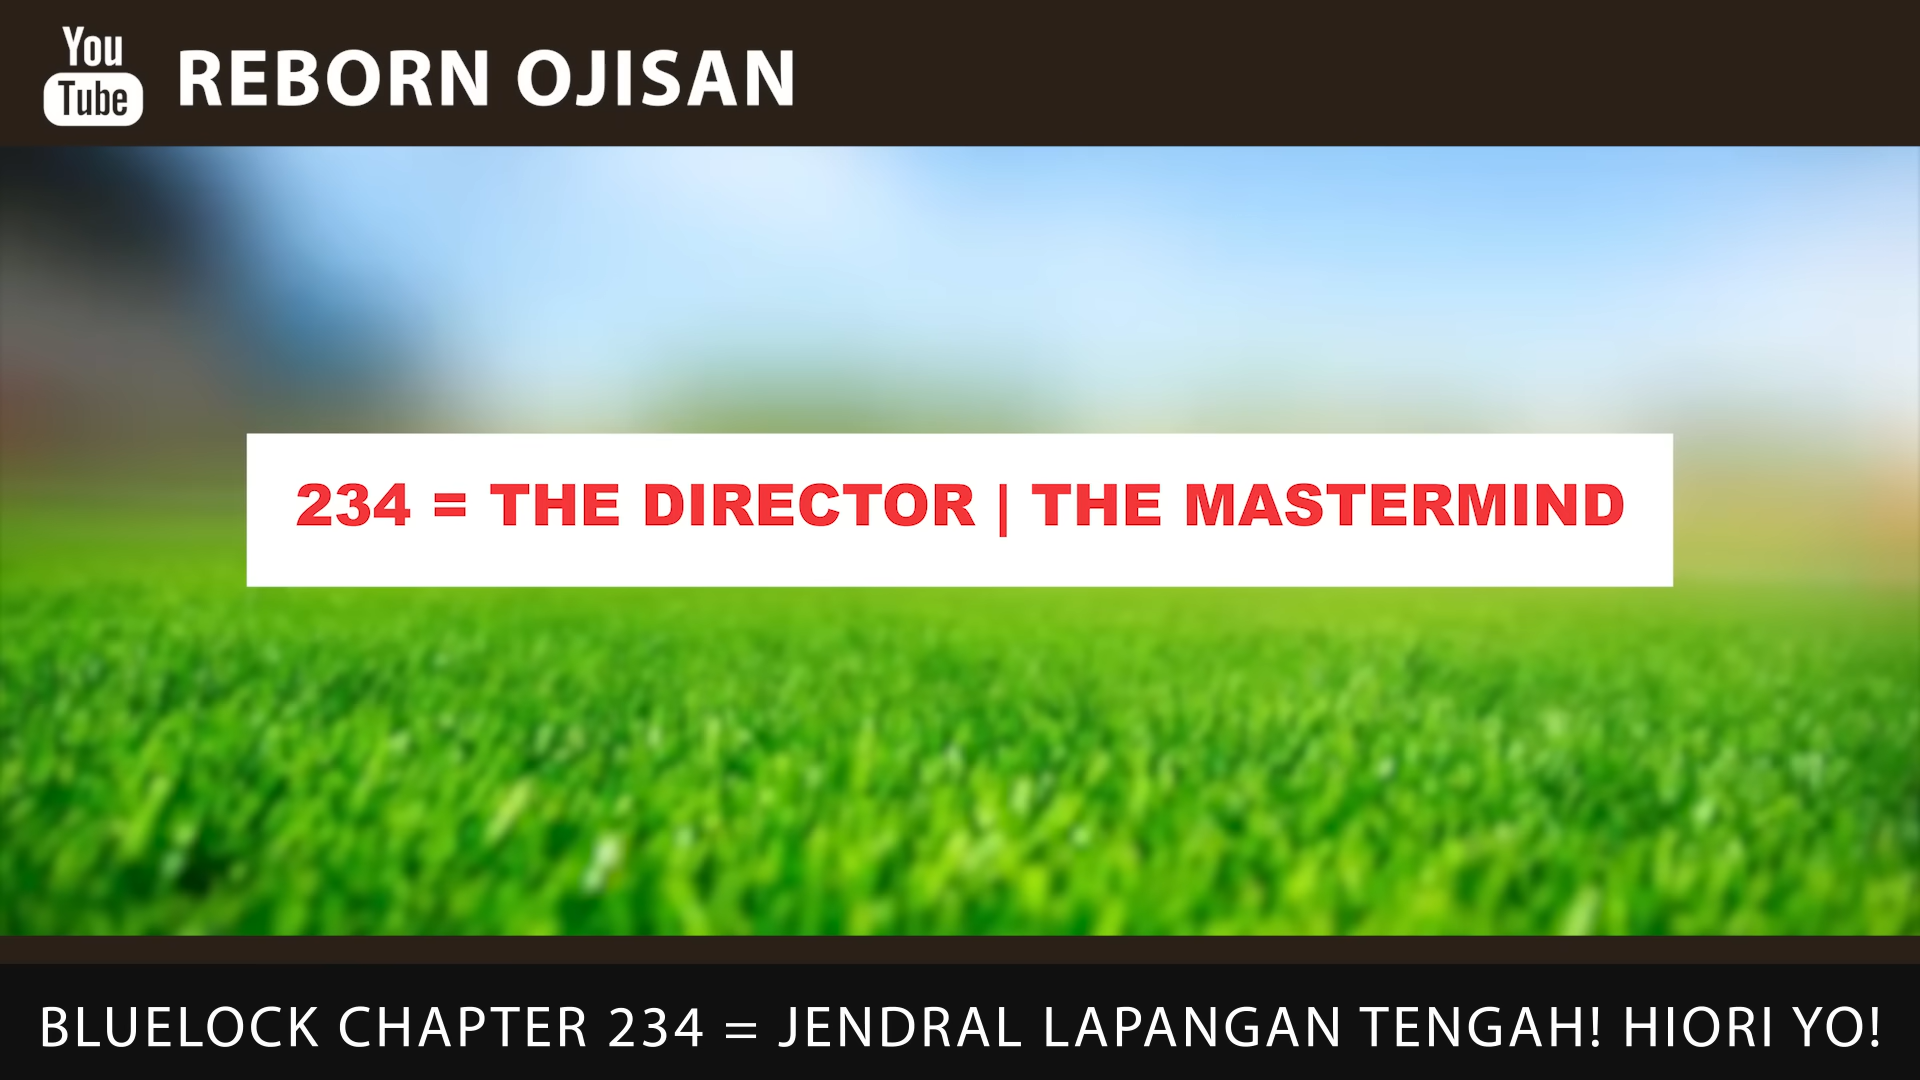 You
Tube
REBORN OJISAN
234 = THE DIRECTOR | THE MASTERMIND
BLUELOCK CHAPTER 234 = JENDRAL LAPANGAN TENGAH! HIORI YO!